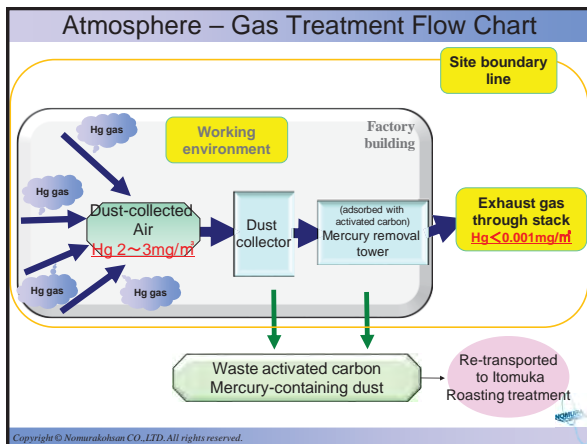 Atmosphere – Gas Treatment Flow Chart
Site boundary
line
Hg gas
Working
environment
Factory
building
Hg gas
Hg gas
Hg gas
Dust-collected
Air
Hg 2～3mg/㎥
Dust
collector
(adsorbed with
activated carbon)
Mercury removal
tower
Exhaust gas
through stack
Hg＜0.001mg/㎥
Waste activated carbon
Mercury-containing dust
Re-transported
to Itomuka
Roasting treatment
NOMURA
Copyright © Nomurakohsan CO.,LTD. All rights reserved.